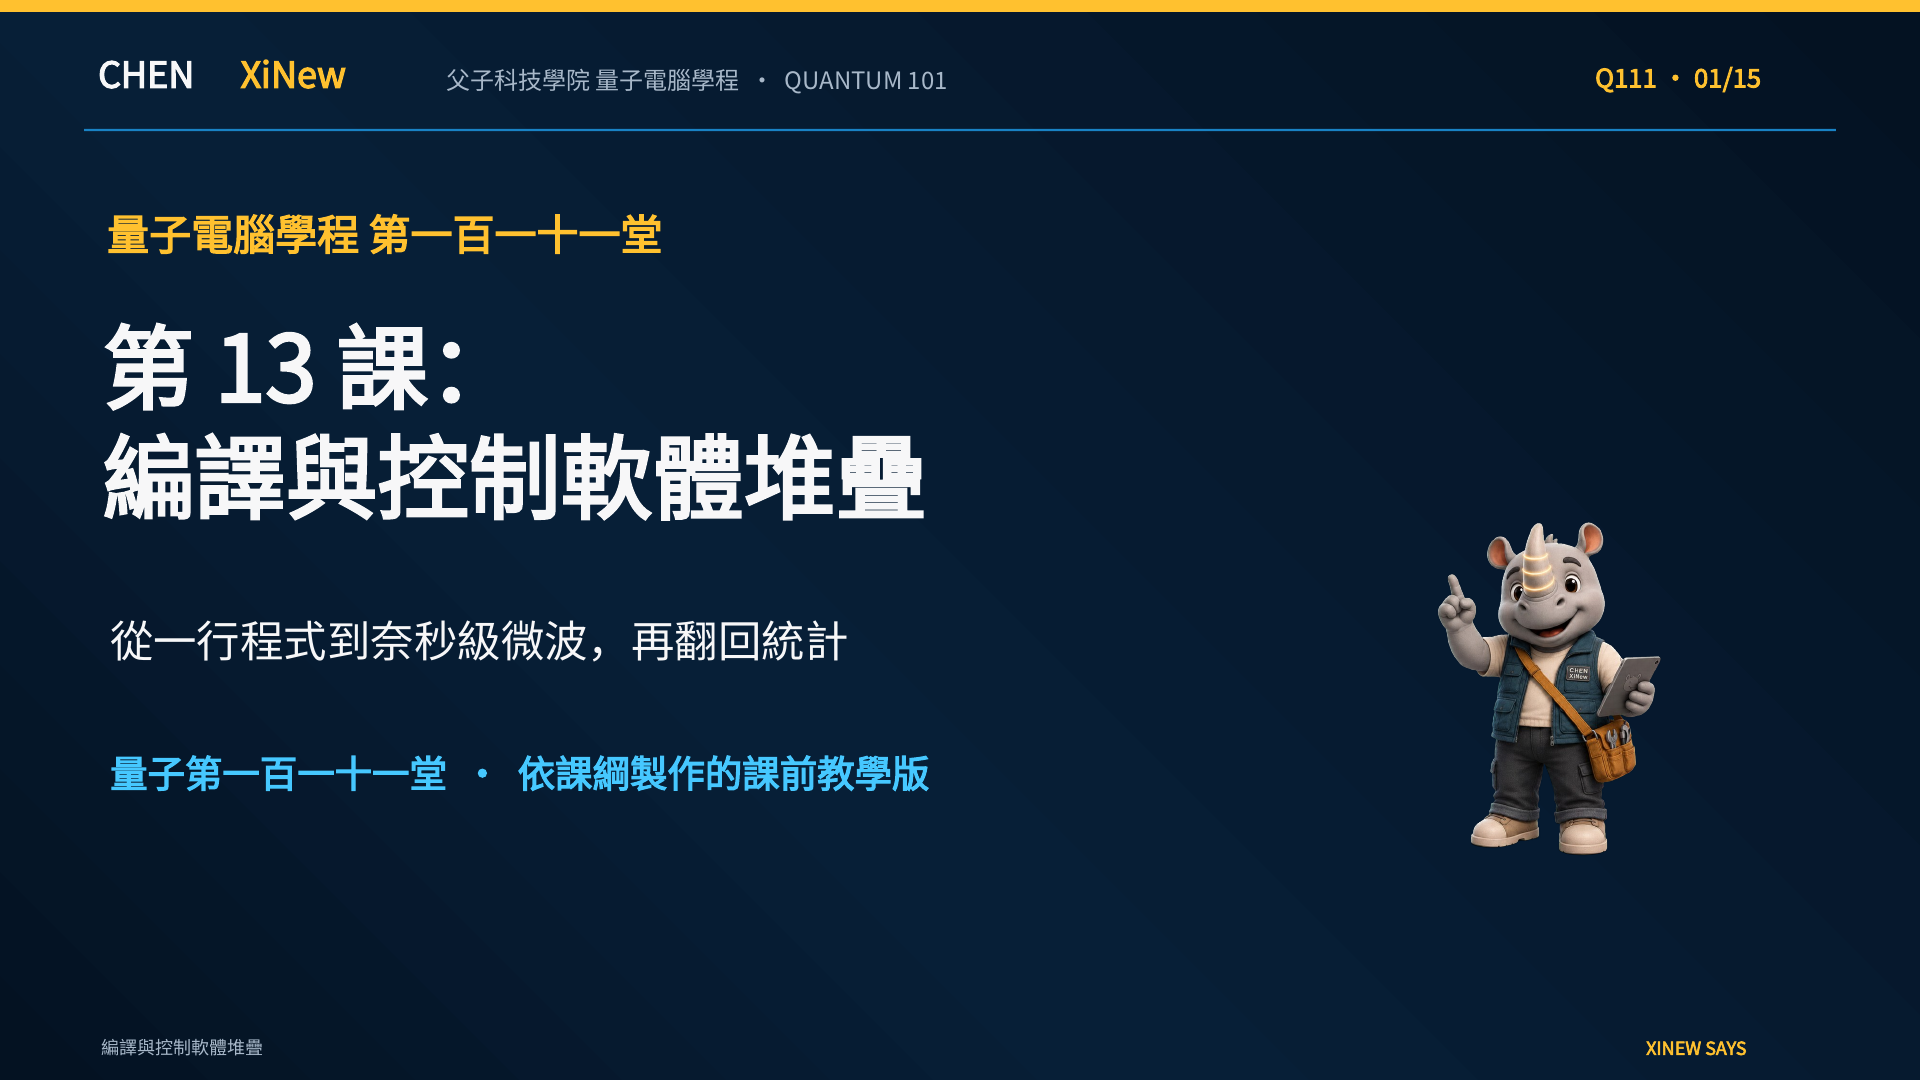 CHEN XiNew 父子科技學院 量子電腦學程 • QUANTUM 101 Q111 • 01/15
量子電腦學程 第一百一十一堂
第 13 課：
編譯與控制軟體堆疊
從一行程式到奈秒級微波，再翻回統計
CHEN
XiNew
量子第一百一十一堂 • 依課綱製作的課前教學版
編譯與控制軟體堆疊 XINEW SAYS